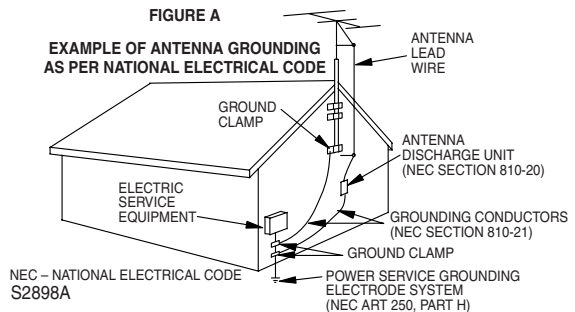 FIGURE A
EXAMPLE OF ANTENNA GROUNDING
AS PER NATIONAL ELECTRICAL CODE
ANTENNA
LEAD
WIRE
GROUND
CLAMP
ANTENNA
DISCHARGE UNIT
(NEC SECTION 810-20)
ELECTRIC
SERVICE
EQUIPMENT
GROUNDING CONDUCTORS
(NEC SECTION 810-21)
GROUND CLAMP
POWER SERVICE GROUNDING
ELECTRODE SYSTEM
(NEC ART 250, PART H)
NEC – NATIONAL ELECTRICAL CODE
S2898A